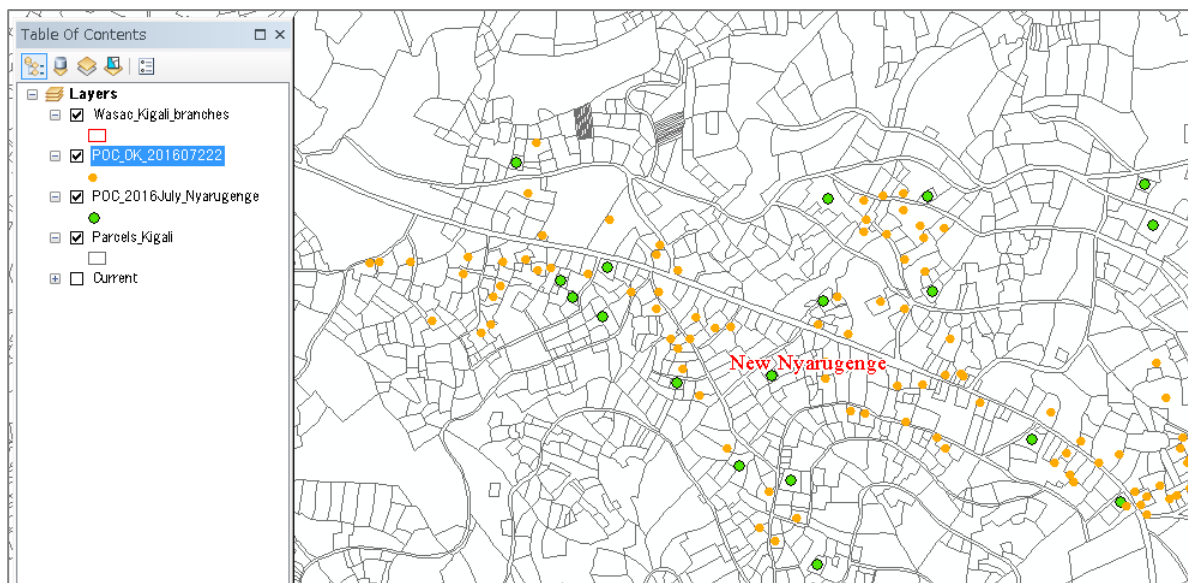 Table Of Contents
Layers
Wasac_Kigali_branches
POC_OK_201607222
POC_2016July_Nyarugenge
Parcels_Kigali
Current
New Nyarugenge